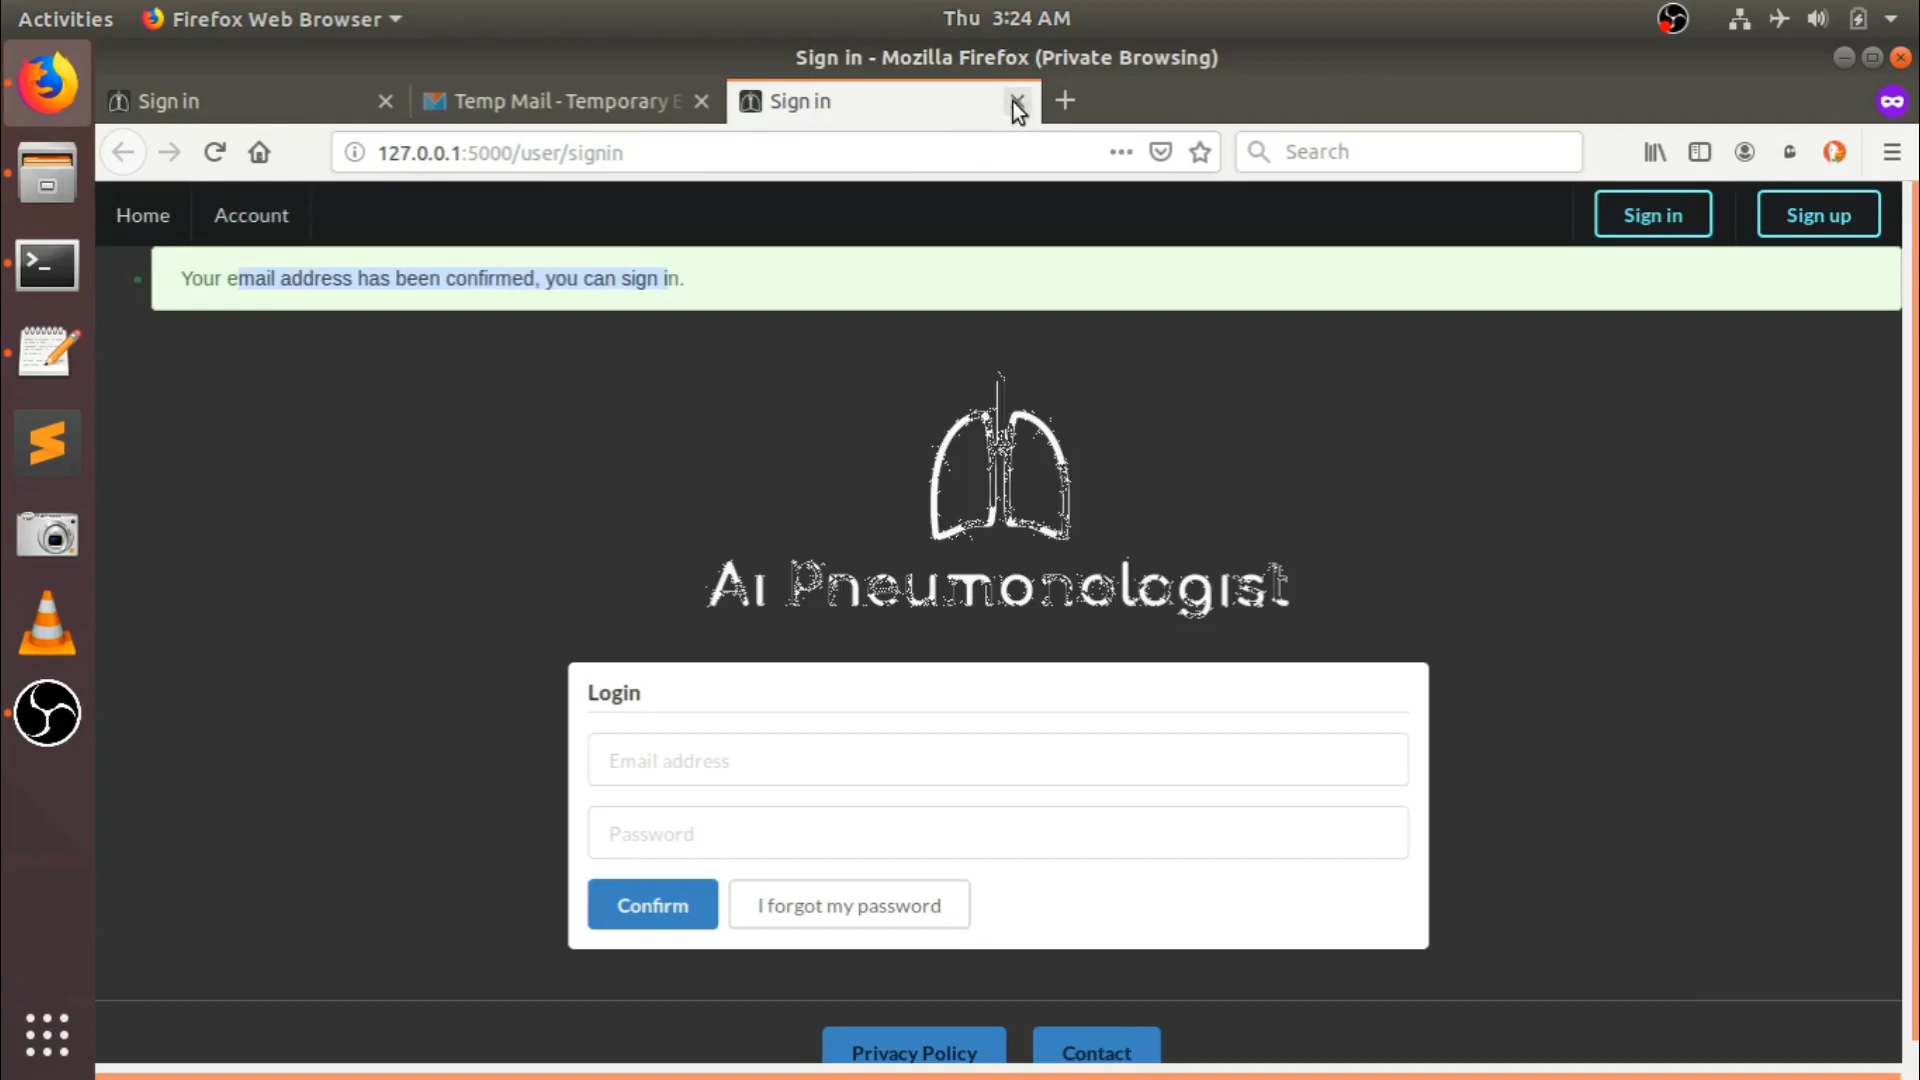 Activities Firefox Web Browser Thu 3:24 AM
Sign in - Mozilla Firefox (Private Browsing)
Sign in Temp Mail - Temporary E Sign in
127.0.0.1:5000/user/signin Search
Home Account Sign in Sign up
Your email address has been confirmed, you can sign in.
Ai Pneumonologist
Login
Email address
Password
Confirm I forgot my password
Privacy Policy Contact